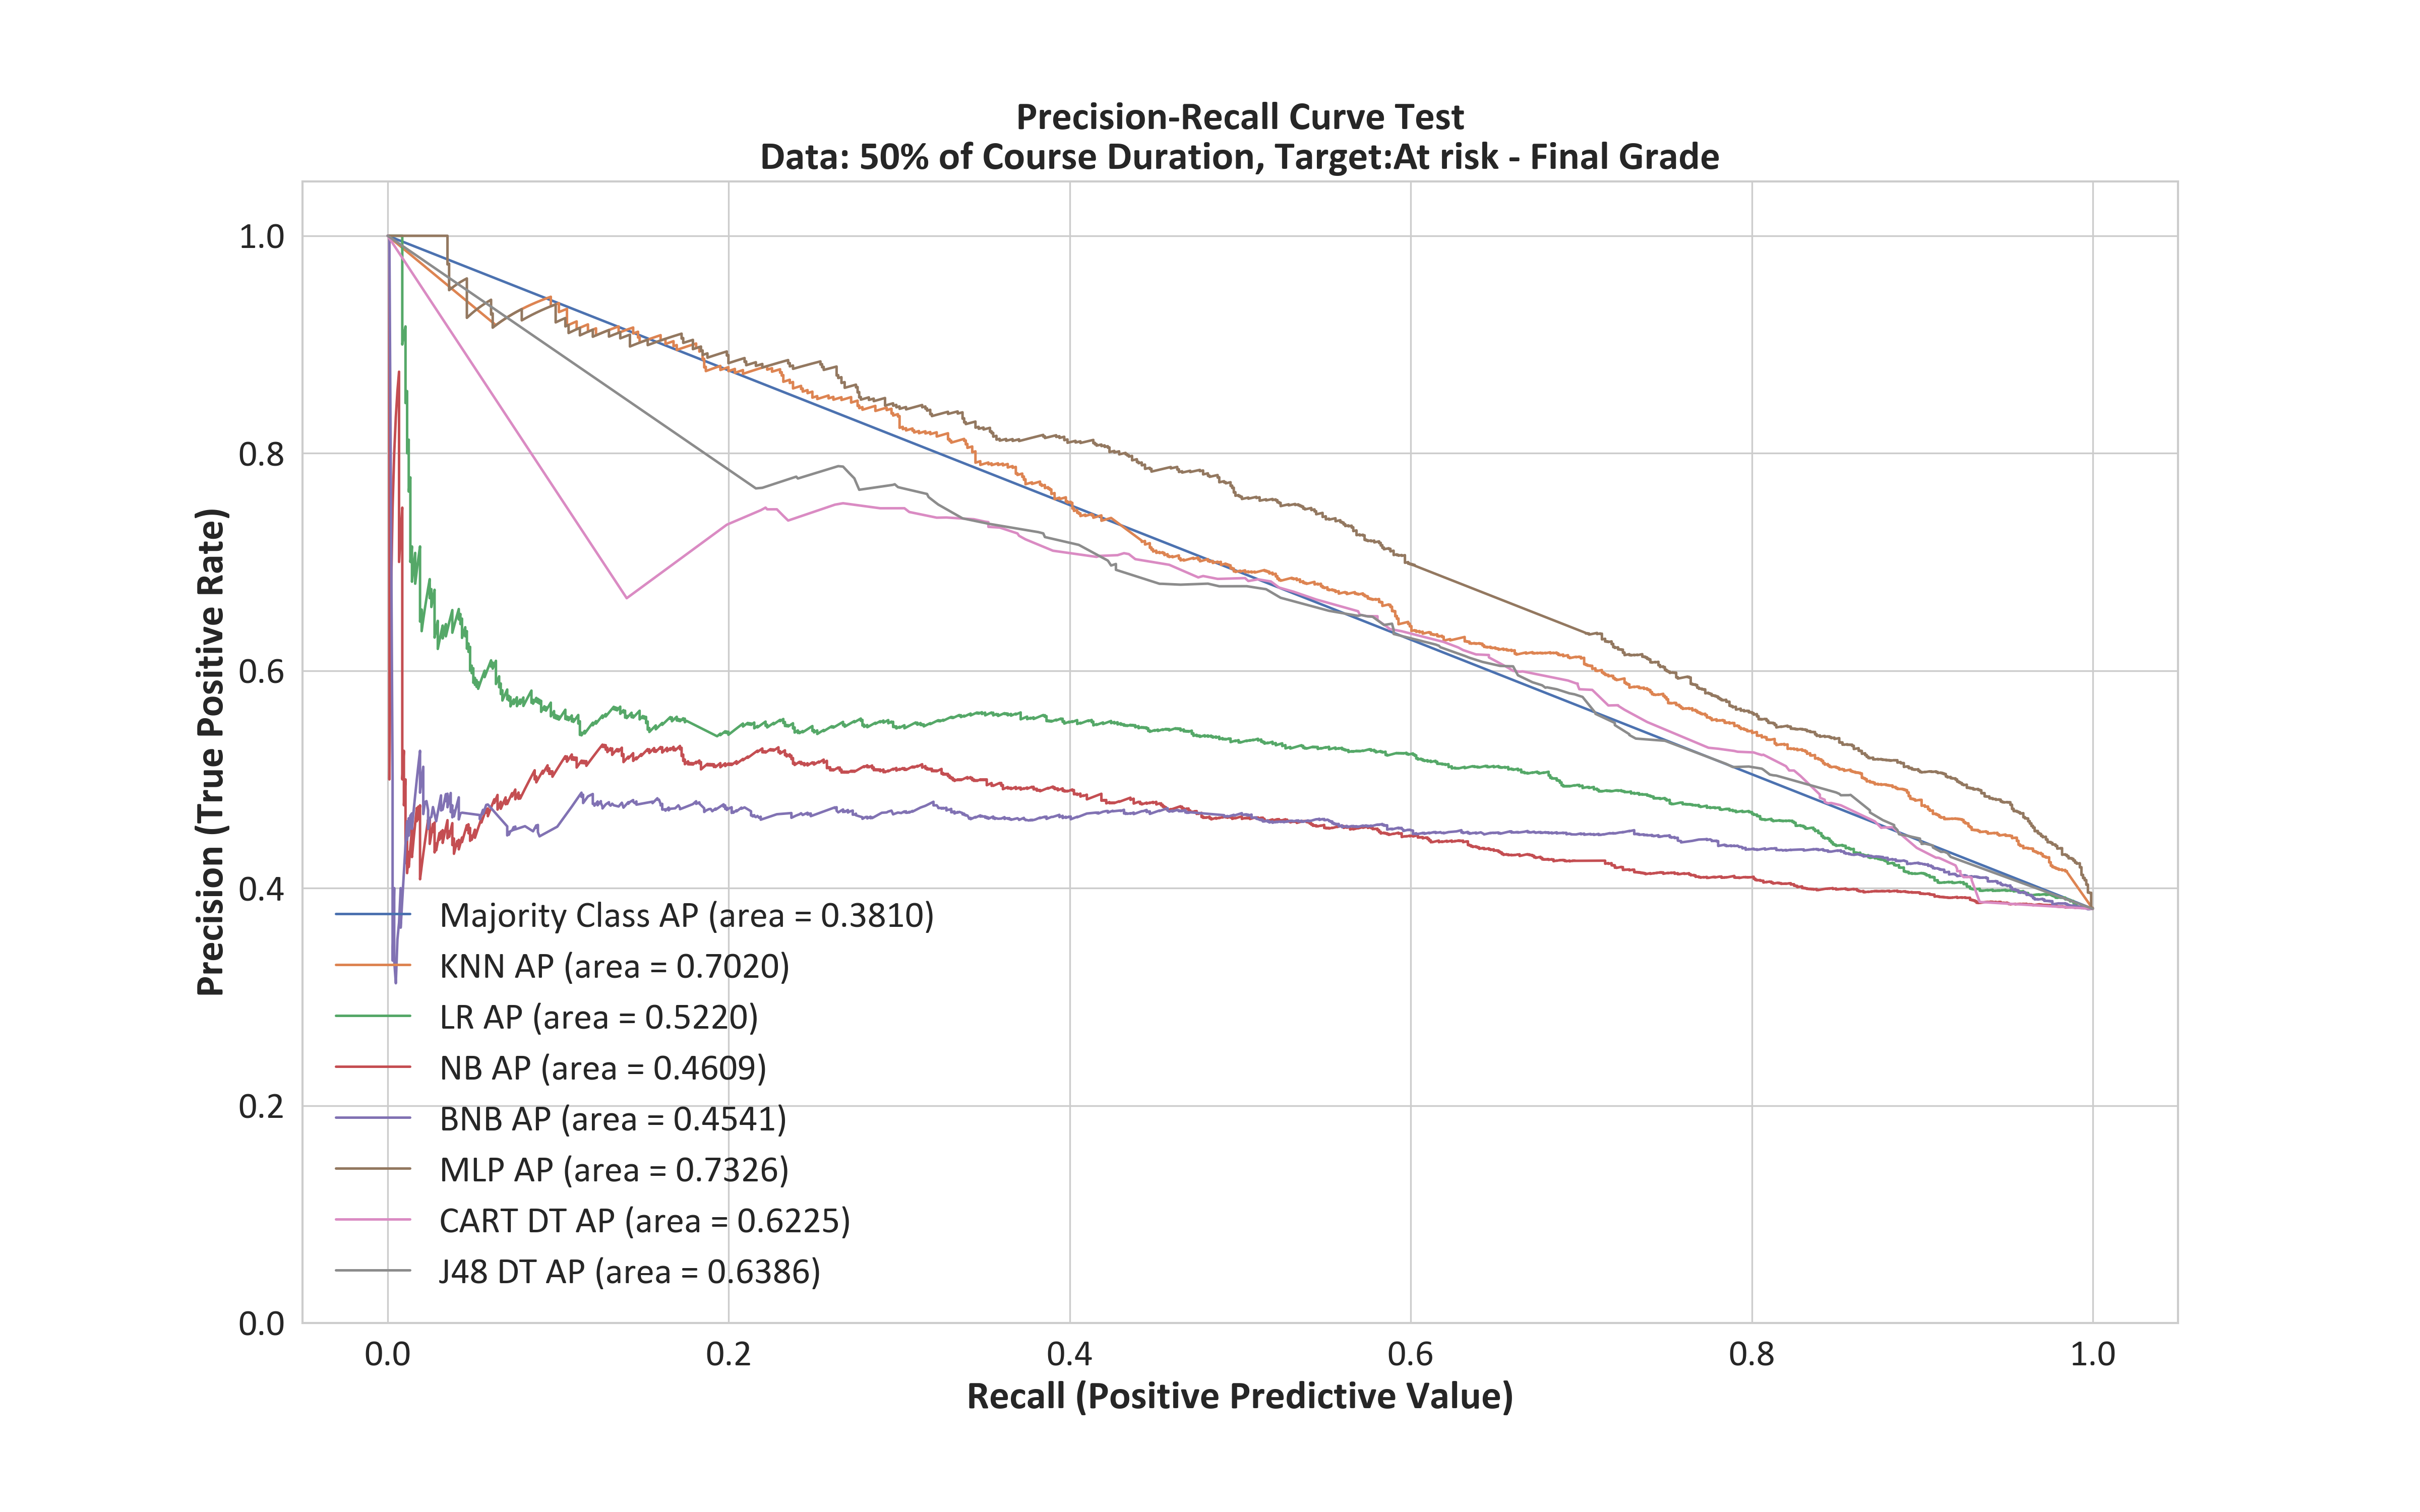 Precision-Recall Curve Test
Data: 50% of Course Duration, Target:At risk - Final Grade
Precision (True Positive Rate)
1.0
0.8
0.6
0.4
0.2
0.0
Majority Class AP (area = 0.3810)
KNN AP (area = 0.7020)
LR AP (area = 0.5220)
NB AP (area = 0.4609)
BNB AP (area = 0.4541)
MLP AP (area = 0.7326)
CART DT AP (area = 0.6225)
J48 DT AP (area = 0.6386)
0.0 0.2 0.4 0.6 0.8 1.0
Recall (Positive Predictive Value)